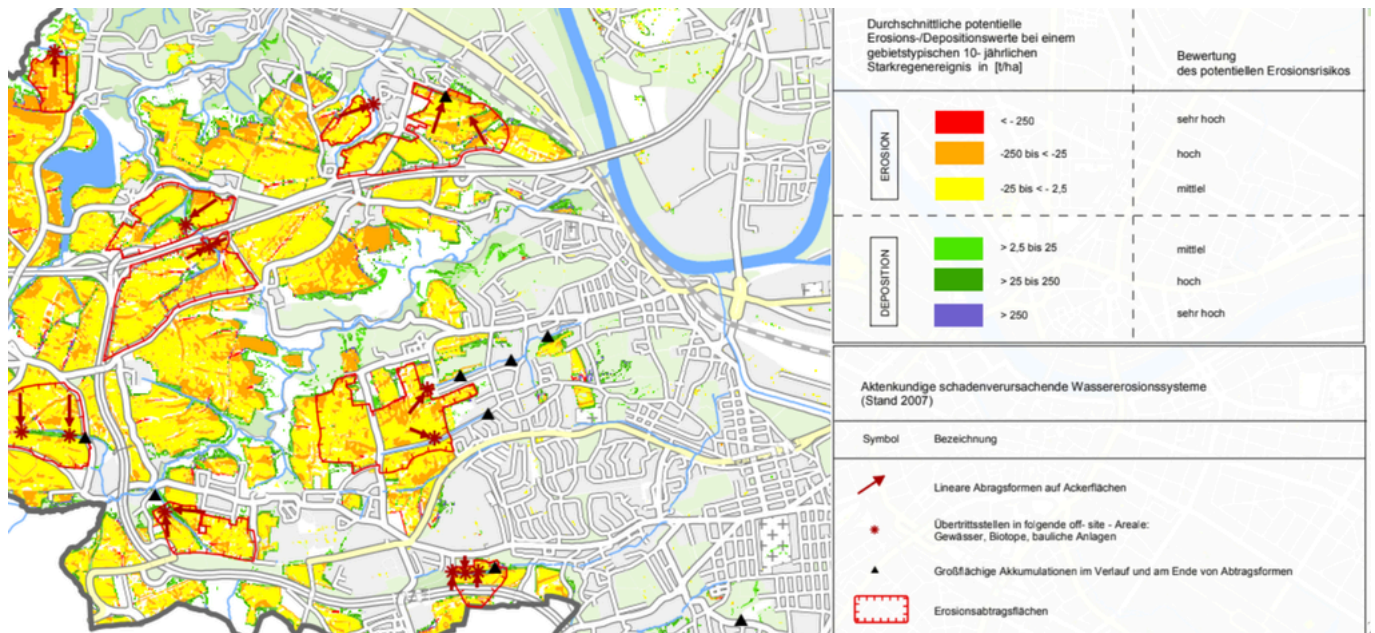 Durchschnittliche potentielle
Erosions-/Depositionswerte bei einem
gebietstypischen 10- jährlichen
Starkregenereignis in [t/ha]
Bewertung
des potentiellen Erosionsrisikos
EROSION
< - 250 sehr hoch
-250 bis < -25 hoch
-25 bis < - 2,5 mittlel
DEPOSITION
> 2,5 bis 25 mittel
> 25 bis 250 hoch
> 250 sehr hoch
Aktenkundige schadenverursachende Wassererosionssysteme
(Stand 2007)
Symbol Bezeichnung
Lineare Abragsformen auf Ackerflächen
Übertrittsstellen in folgende off- site - Areale:
Gewässer, Biotope, bauliche Anlagen
Großflächige Akkumulationen im Verlauf und am Ende von Abtragsformen
Erosionsabtragsflächen